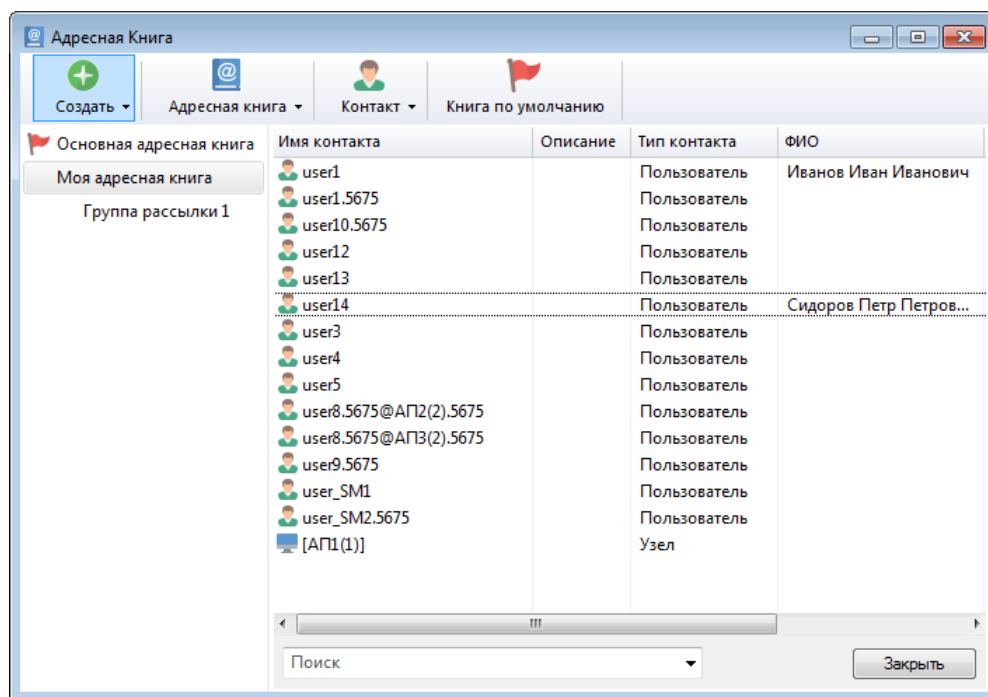 Адресная Книга
Создать Адресная книга Контакт Книга по умолчанию
Основная адресная книга
Моя адресная книга
Группа рассылки 1
Имя контакта Описание Тип контакта ФИО
user1 Пользователь Иванов Иван Иванович
user1.5675 Пользователь
user10.5675 Пользователь
user12 Пользователь
user13 Пользователь
user14 Пользователь Сидоров Петр Петров...
user3 Пользователь
user4 Пользователь
user5 Пользователь
user8.5675@АП2(2).5675 Пользователь
user8.5675@АП3(2).5675 Пользователь
user9.5675 Пользователь
user_SM1 Пользователь
user_SM2.5675 Пользователь
[АП1(1)] Узел
Поиск Закрыть